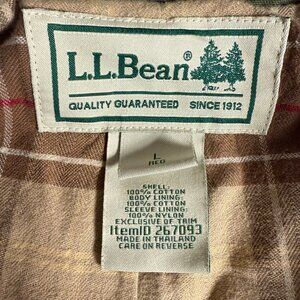 L.L.Bean®
QUALITY GUARANTEED SINCE 1912
L
REG
SHELL:
100% COTTON
BODY LINING:
100% COTTON
SLEEVE LINING:
100% NYLON
EXCLUSIVE OF TRIM
ItemID 267093
MADE IN THAILAND
CARE ON REVERSE